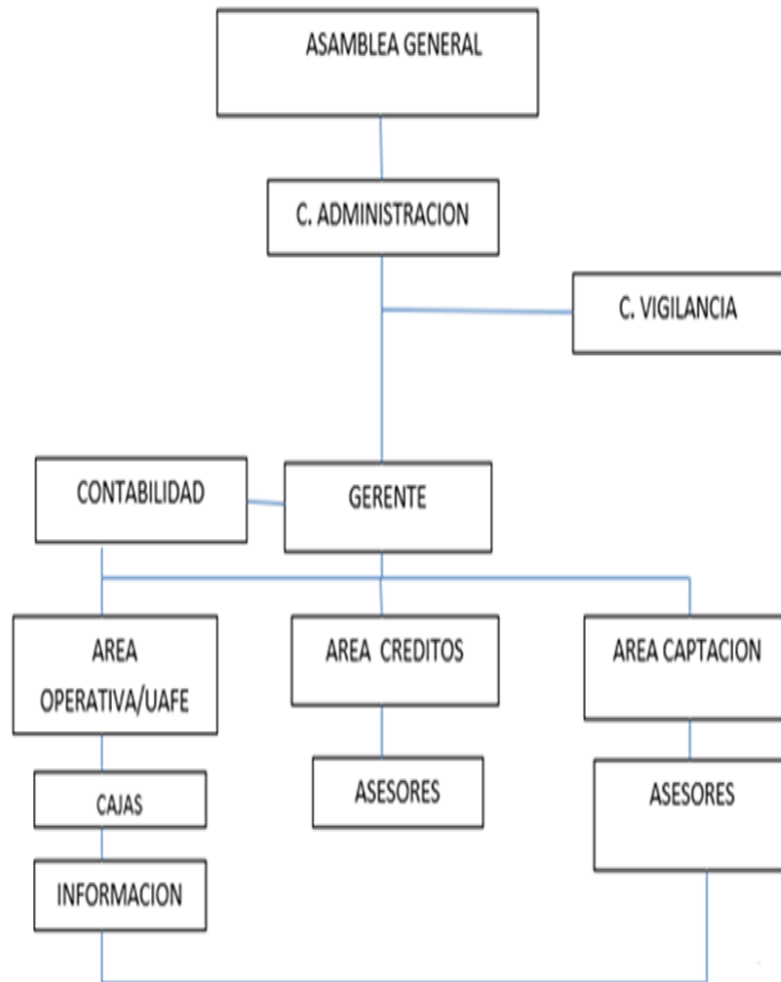 ASAMBLEA GENERAL
C. ADMINISTRACION
C. VIGILANCIA
CONTABILIDAD
GERENTE
AREA
OPERATIVA/UAFE
AREA CREDITOS
AREA CAPTACION
CAJAS
ASESORES
ASESORES
INFORMACION